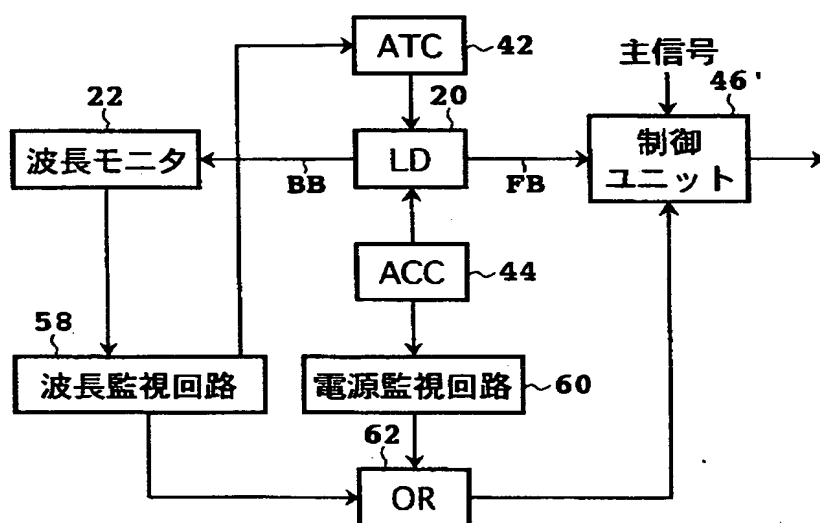 ATC
42
主信号
22
20
46'
波長モニタ
LD
制御
ユニット
BB
FB
ACC
44
58
波長監視回路
電源監視回路
60
62
OR